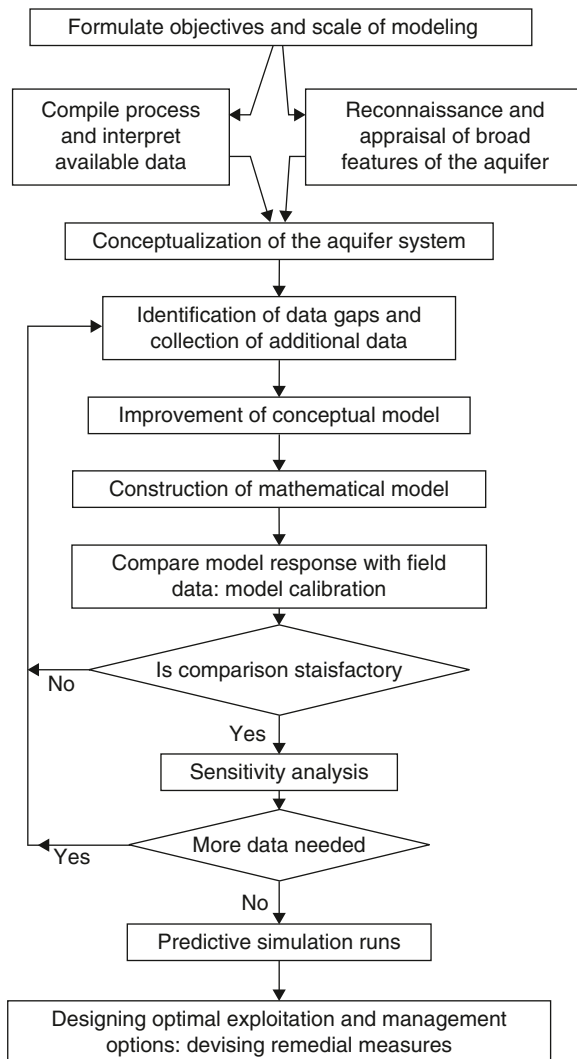 Formulate objectives and scale of modeling
Compile process
and interpret
available data
Reconnaissance and
appraisal of broad
features of the aquifer
Conceptualization of the aquifer system
Identification of data gaps and
collection of additional data
Improvement of conceptual model
Construction of mathematical model
Compare model response with field
data: model calibration
Is comparison staisfactory
No
Yes
Sensitivity analysis
More data needed
Yes
No
Predictive simulation runs
Designing optimal exploitation and management
options: devising remedial measures